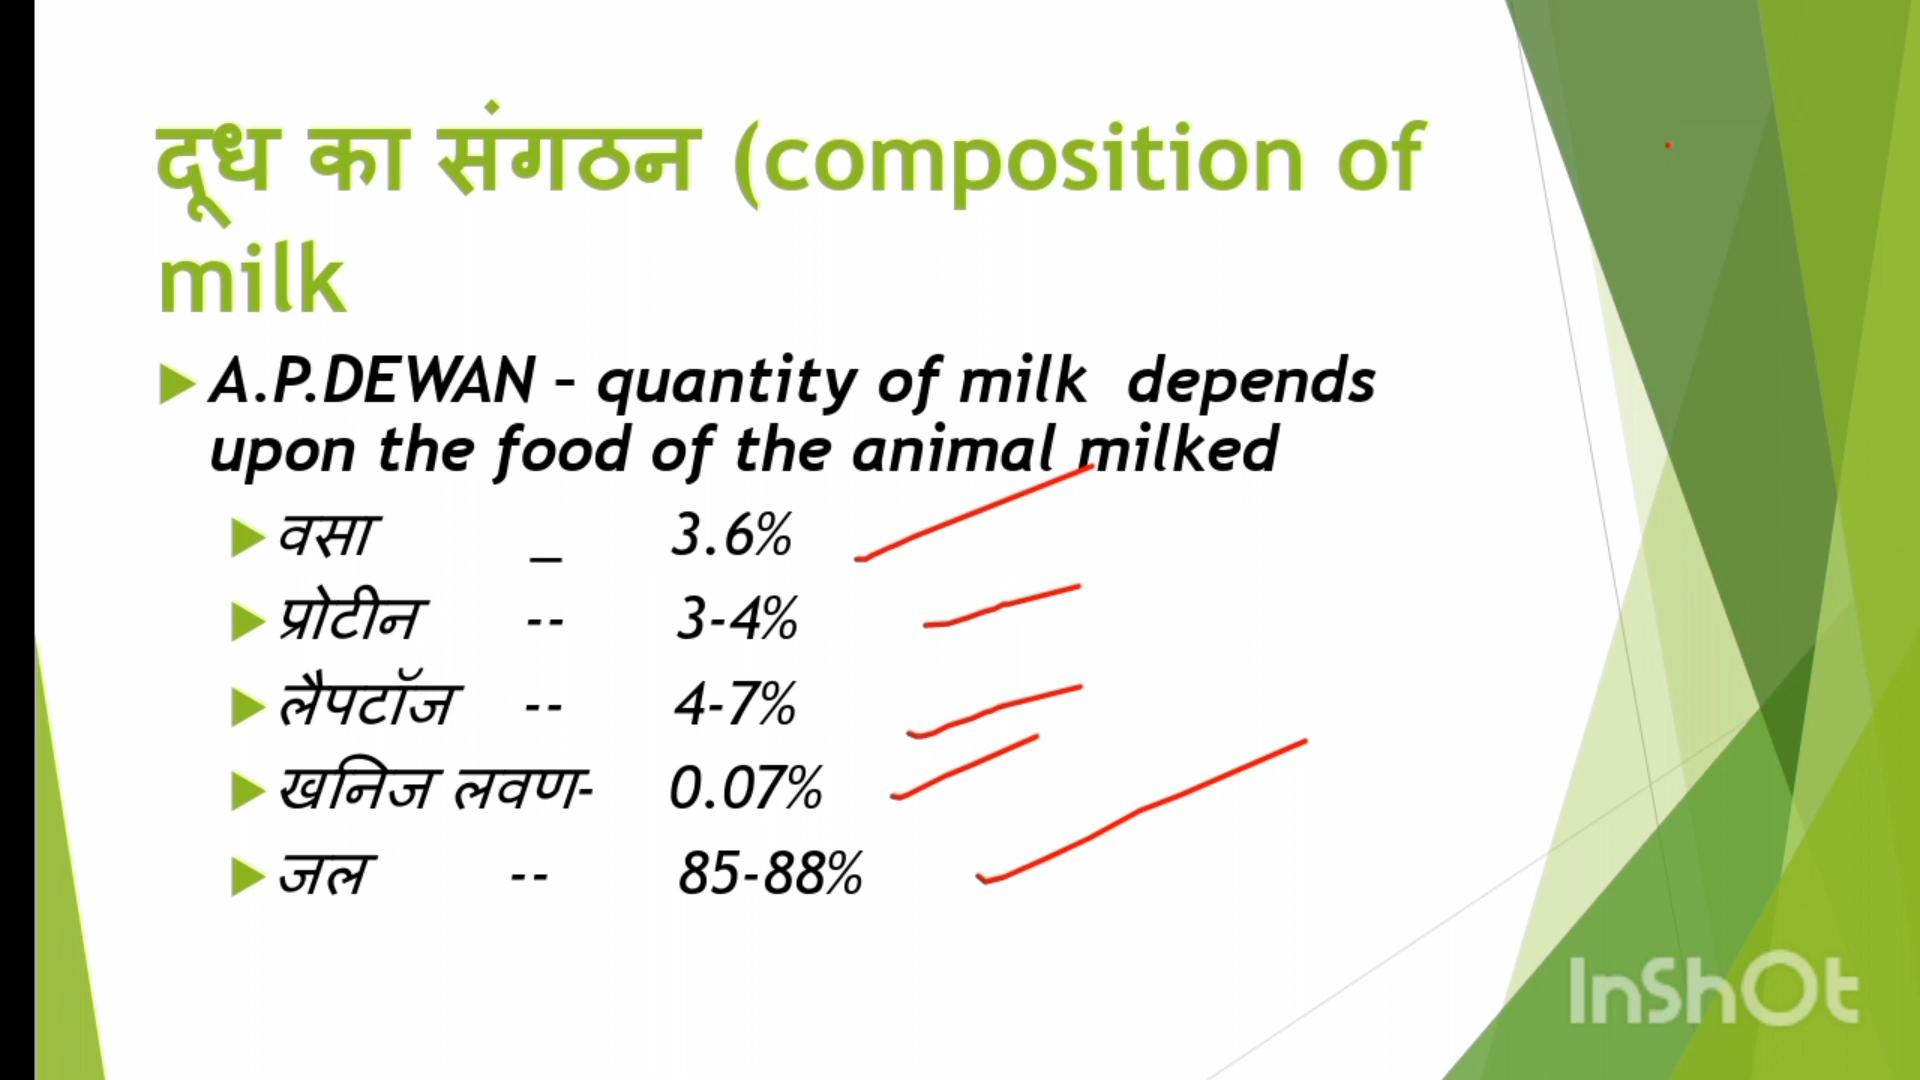 दूध का संगठन (composition of
milk
A.P.DEWAN – quantity of milk depends
upon the food of the animal milked
वसा _ 3.6%
प्रोटीन -- 3-4%
लैपटॉज -- 4-7%
खनिज लवण- 0.07%
जल -- 85-88%
InShOt